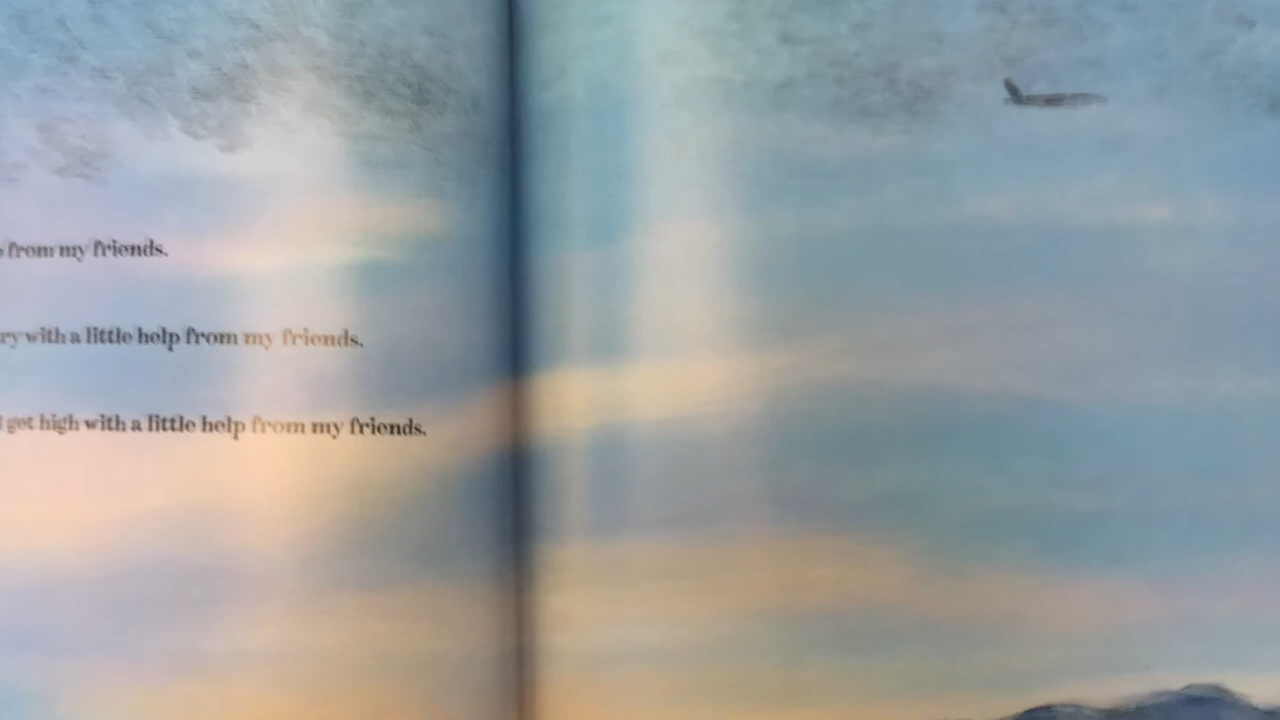 from my friends.
with a little help from my friends.
get high with a little help from my friends.